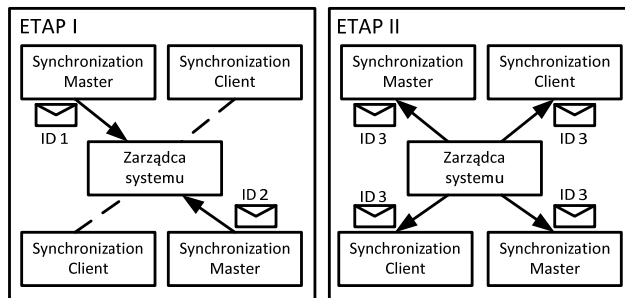 ETAP I
Synchronization
Master
Synchronization
Client
ID 1
Zarządca
systemu
ID 2
Synchronization
Client
Synchronization
Master
ETAP II
Synchronization
Master
Synchronization
Client
ID 3
ID 3
Zarządca
systemu
ID 3
ID 3
Synchronization
Client
Synchronization
Master